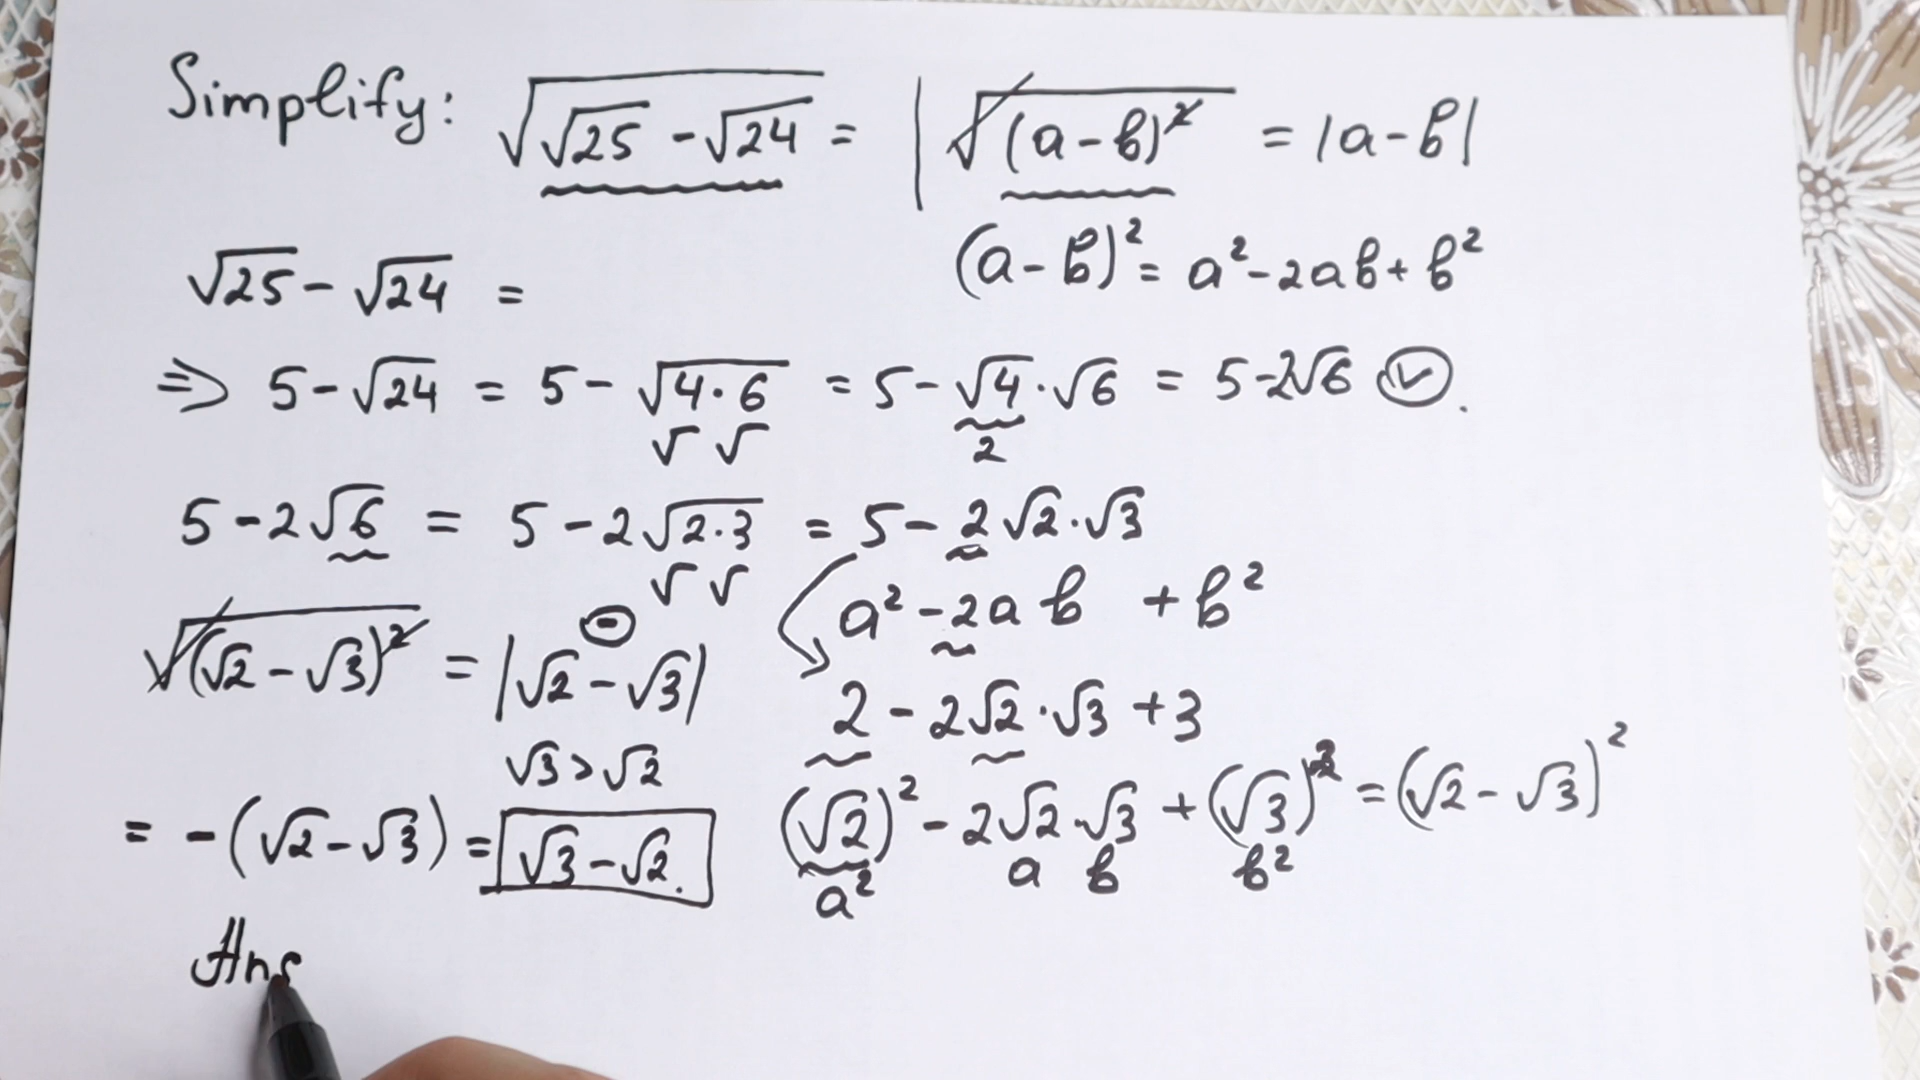 Simplify: √(√25 - √24) = | √(a-b)² = |a-b|
√25 - √24 =
(a-b)² = a² - 2ab + b²
⇒ 5 - √24 = 5 - √(4·6) = 5 - √4·√6 = 5-2√6 ✓.
√ √
2
5 - 2√6 = 5 - 2√(2·3) = 5 - 2√2·√3
√ √
a² - 2ab + b²
√(√2 - √3)² = |√2 - √3|
-
2 - 2√2·√3 + 3
√3 > √2
(√2)² - 2√2·√3 + (√3)² = (√2 - √3)²
a² a b b²
= -(√2 - √3) = √3 - √2.
Ans